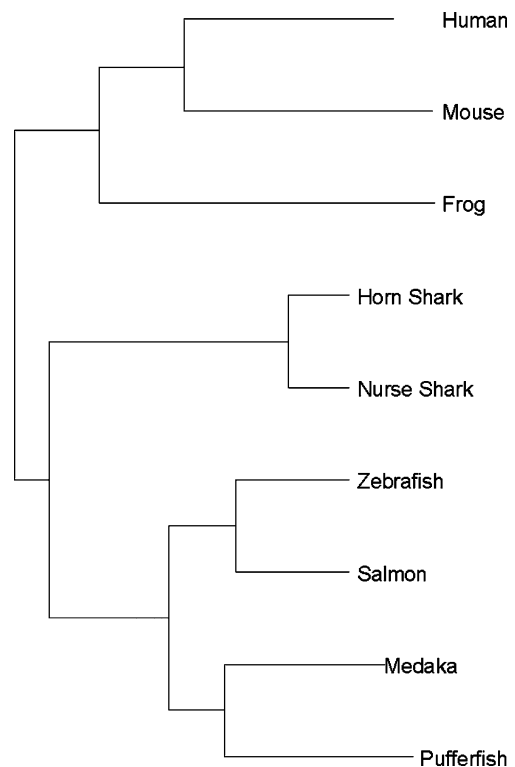 Human
Mouse
Frog
Horn Shark
Nurse Shark
Zebrafish
Salmon
Medaka
Pufferfish